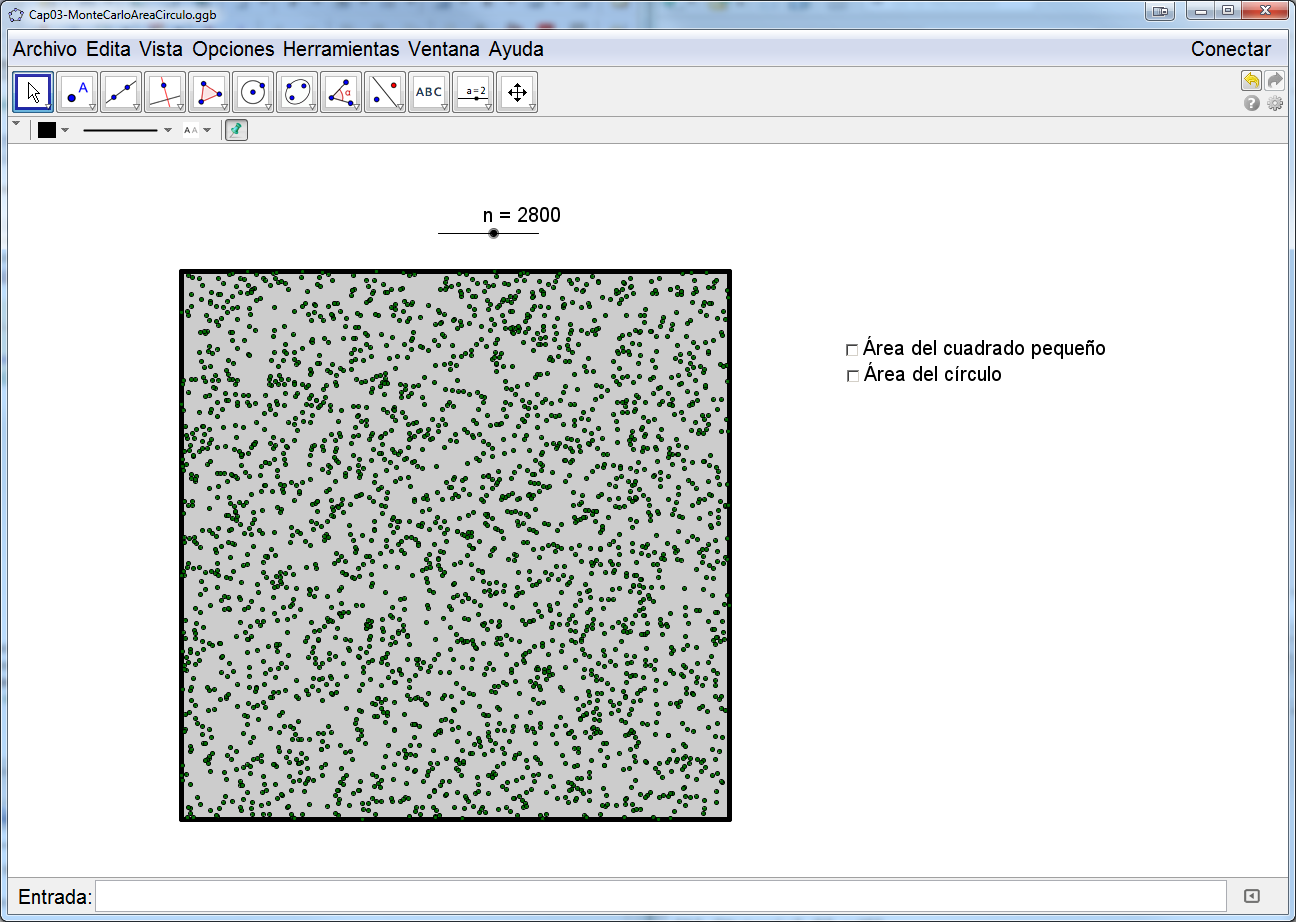 Cap03-MonteCarloAreaCirculo.ggb
Archivo Edita Vista Opciones Herramientas Ventana Ayuda Conectar
A α ABC a=2
AA
n = 2800
Área del cuadrado pequeño
Área del círculo
Entrada: